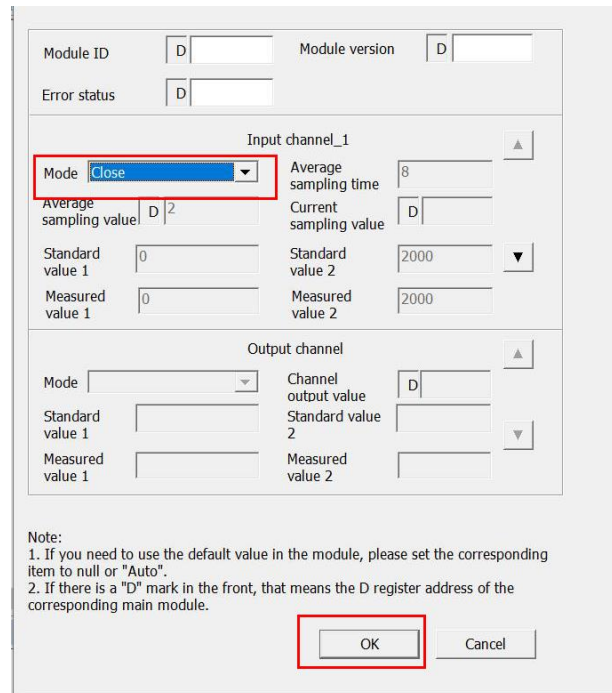 Module ID D Module version D
Error status D
Input channel_1 ▲
Mode Close ▼ Average
sampling time 8
Average
sampling value D 2 Current
sampling value D
Standard
value 1 0 Standard
value 2 2000 ▼
Measured
value 1 0 Measured
value 2 2000
Output channel ▲
Mode ▼ Channel
output value D
Standard
value 1 Standard value
2 ▼
Measured
value 1 Measured
value 2
Note:
1. If you need to use the default value in the module, please set the corresponding
item to null or "Auto".
2. If there is a "D" mark in the front, that means the D register address of the
corresponding main module.
OK Cancel